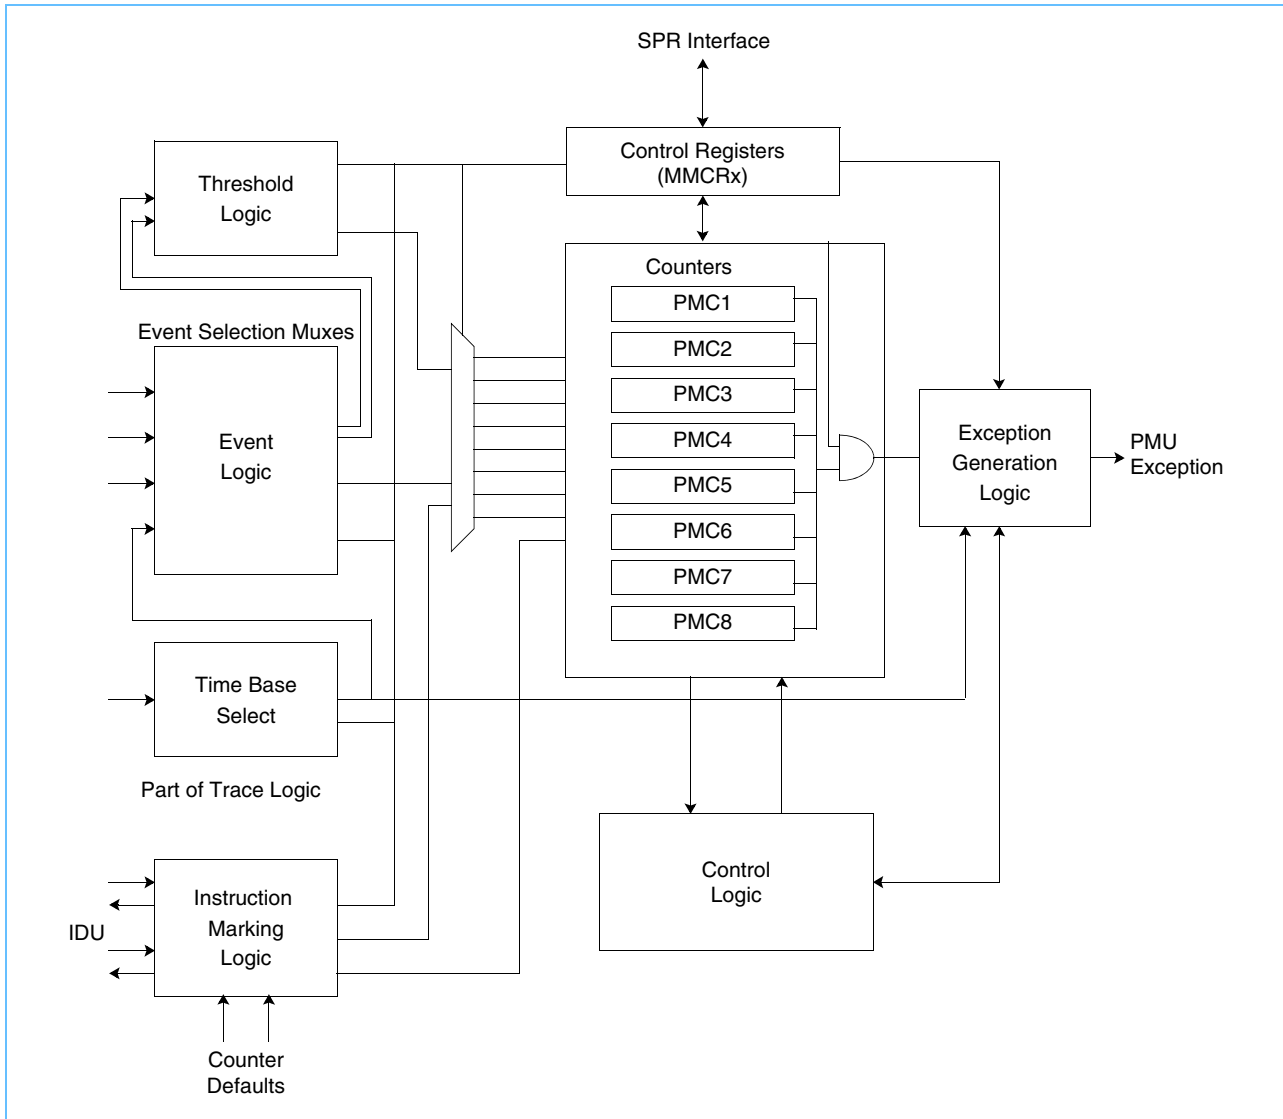 SPR Interface
Control Registers
(MMCRx)
Threshold
Logic
Counters
PMC1
PMC2
PMC3
PMC4
PMC5
PMC6
PMC7
PMC8
Event Selection Muxes
Event
Logic
Exception
Generation
Logic
PMU
Exception
Time Base
Select
Part of Trace Logic
Control
Logic
IDU
Instruction
Marking
Logic
Counter
Defaults